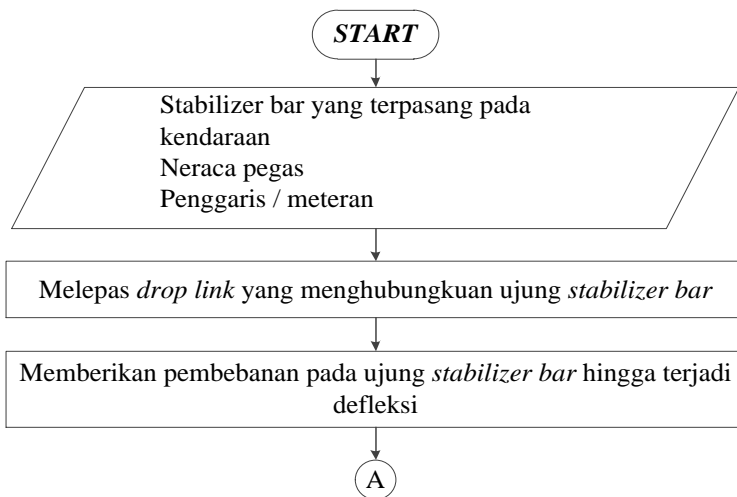 START
Stabilizer bar yang terpasang pada
kendaraan
Neraca pegas
Penggaris / meteran
Melepas drop link yang menghubungkuan ujung stabilizer bar
Memberikan pembebanan pada ujung stabilizer bar hingga terjadi
defleksi
A